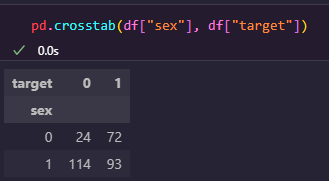 pd.crosstab(df["sex"], df["target"])
✓ 0.0s
target 0 1
sex
0 24 72
1 114 93